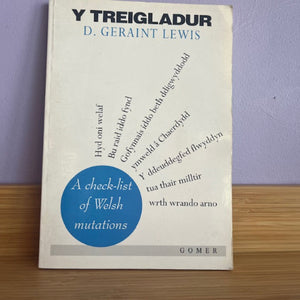 Y TREIGLADUR
D. GERAINT LEWIS
Hyd oni welaf
Bu raid iddo fynd
Gofynnais iddo beth ddigwyddodd
ymweld â Chaerdydd
Y ddeuddegfed flwyddyn
tua thair milltir
wrth wrando arno
A check-list
of Welsh
mutations
GOMER